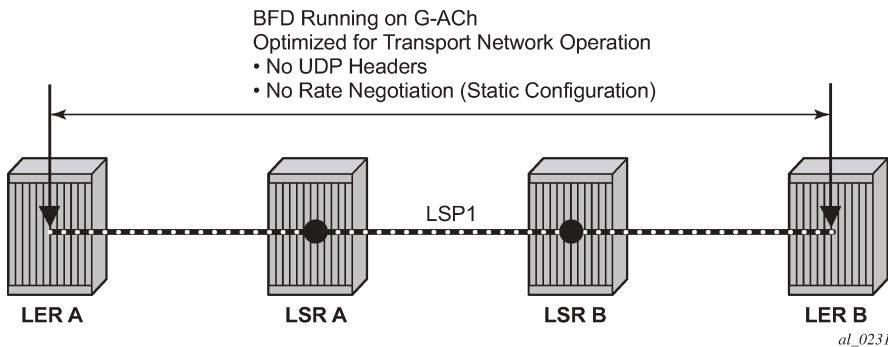 BFD Running on G-ACh
Optimized for Transport Network Operation
• No UDP Headers
• No Rate Negotiation (Static Configuration)
LSP1
LER A
LSR A
LSR B
LER B
al_0231